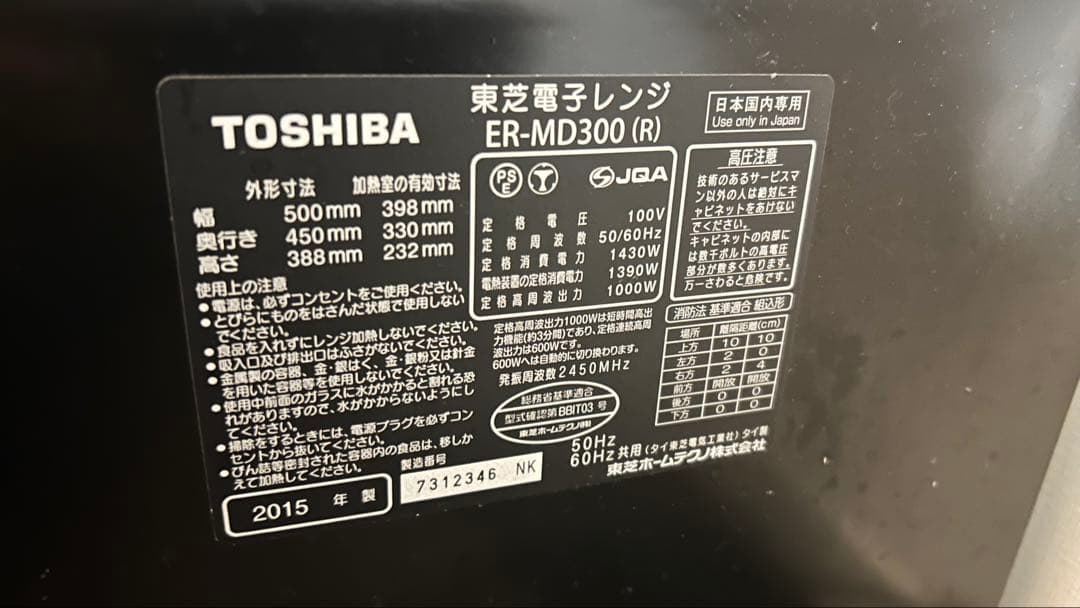 TOSHIBA
東芝電子レンジ
ER-MD300 (R)
日本国内専用
Use only in Japan
外形寸法 加熱室の有効寸法
幅 500mm 398mm
奥行き 450mm 330mm
高さ 388mm 232mm
使用上の注意
●電源は、必ずコンセントをご使用ください。
●とびらにものをはさんだ状態で使用しない
でください。
●食品を入れずにレンジ加熱しないでください。
●吸入口及び排出口はふさがないでください。
●金属製の容器、金・銀はく、金・銀粉又は針金
を用いた容器等を使用しないでください。
●使用中前面のガラスに水がかかると割れる恐
れがありますので、水がかからないようにし
てください。
●掃除をするときには、電源プラグを必ずコン
セントから抜いてください。
●びん詰等密封された容器内の食品は、移しか
えて加熱してください。
2015 年 製
製造番号
7312346 NK
PS
E
JQA
定格電圧 100V
定格周波数 50/60Hz
定格消費電力 1430W
電熱装置の定格消費電力 1390W
定格高周波出力 1000W
定格高周波出力1000Wは短時間高出
力機能(約3分間)であり、定格連続高周
波出力は600Wです。
600Wへは自動的に切り換わります。
発振周波数2450MHz
総務省基準適合
型式確認第BBIT03号
東芝ホームテクノ(株)
高圧注意
技術のあるサービスマ
ン以外の人は絶対にキ
ャビネットをあけない
でください。
キャビネットの内部に
は数千ボルトの高電圧
部分が数多くあります。
万一さわると危険です。
消防法 基準適合 組込形
場所 離隔距離(cm)
上方 10 10
左方 2 0
右方 2 4
前方 開放 開放
後方 0 0
下方 0 0
50Hz
60Hz 共用 (タイ東芝電気工業社)タイ製
東芝ホームテクノ株式会社